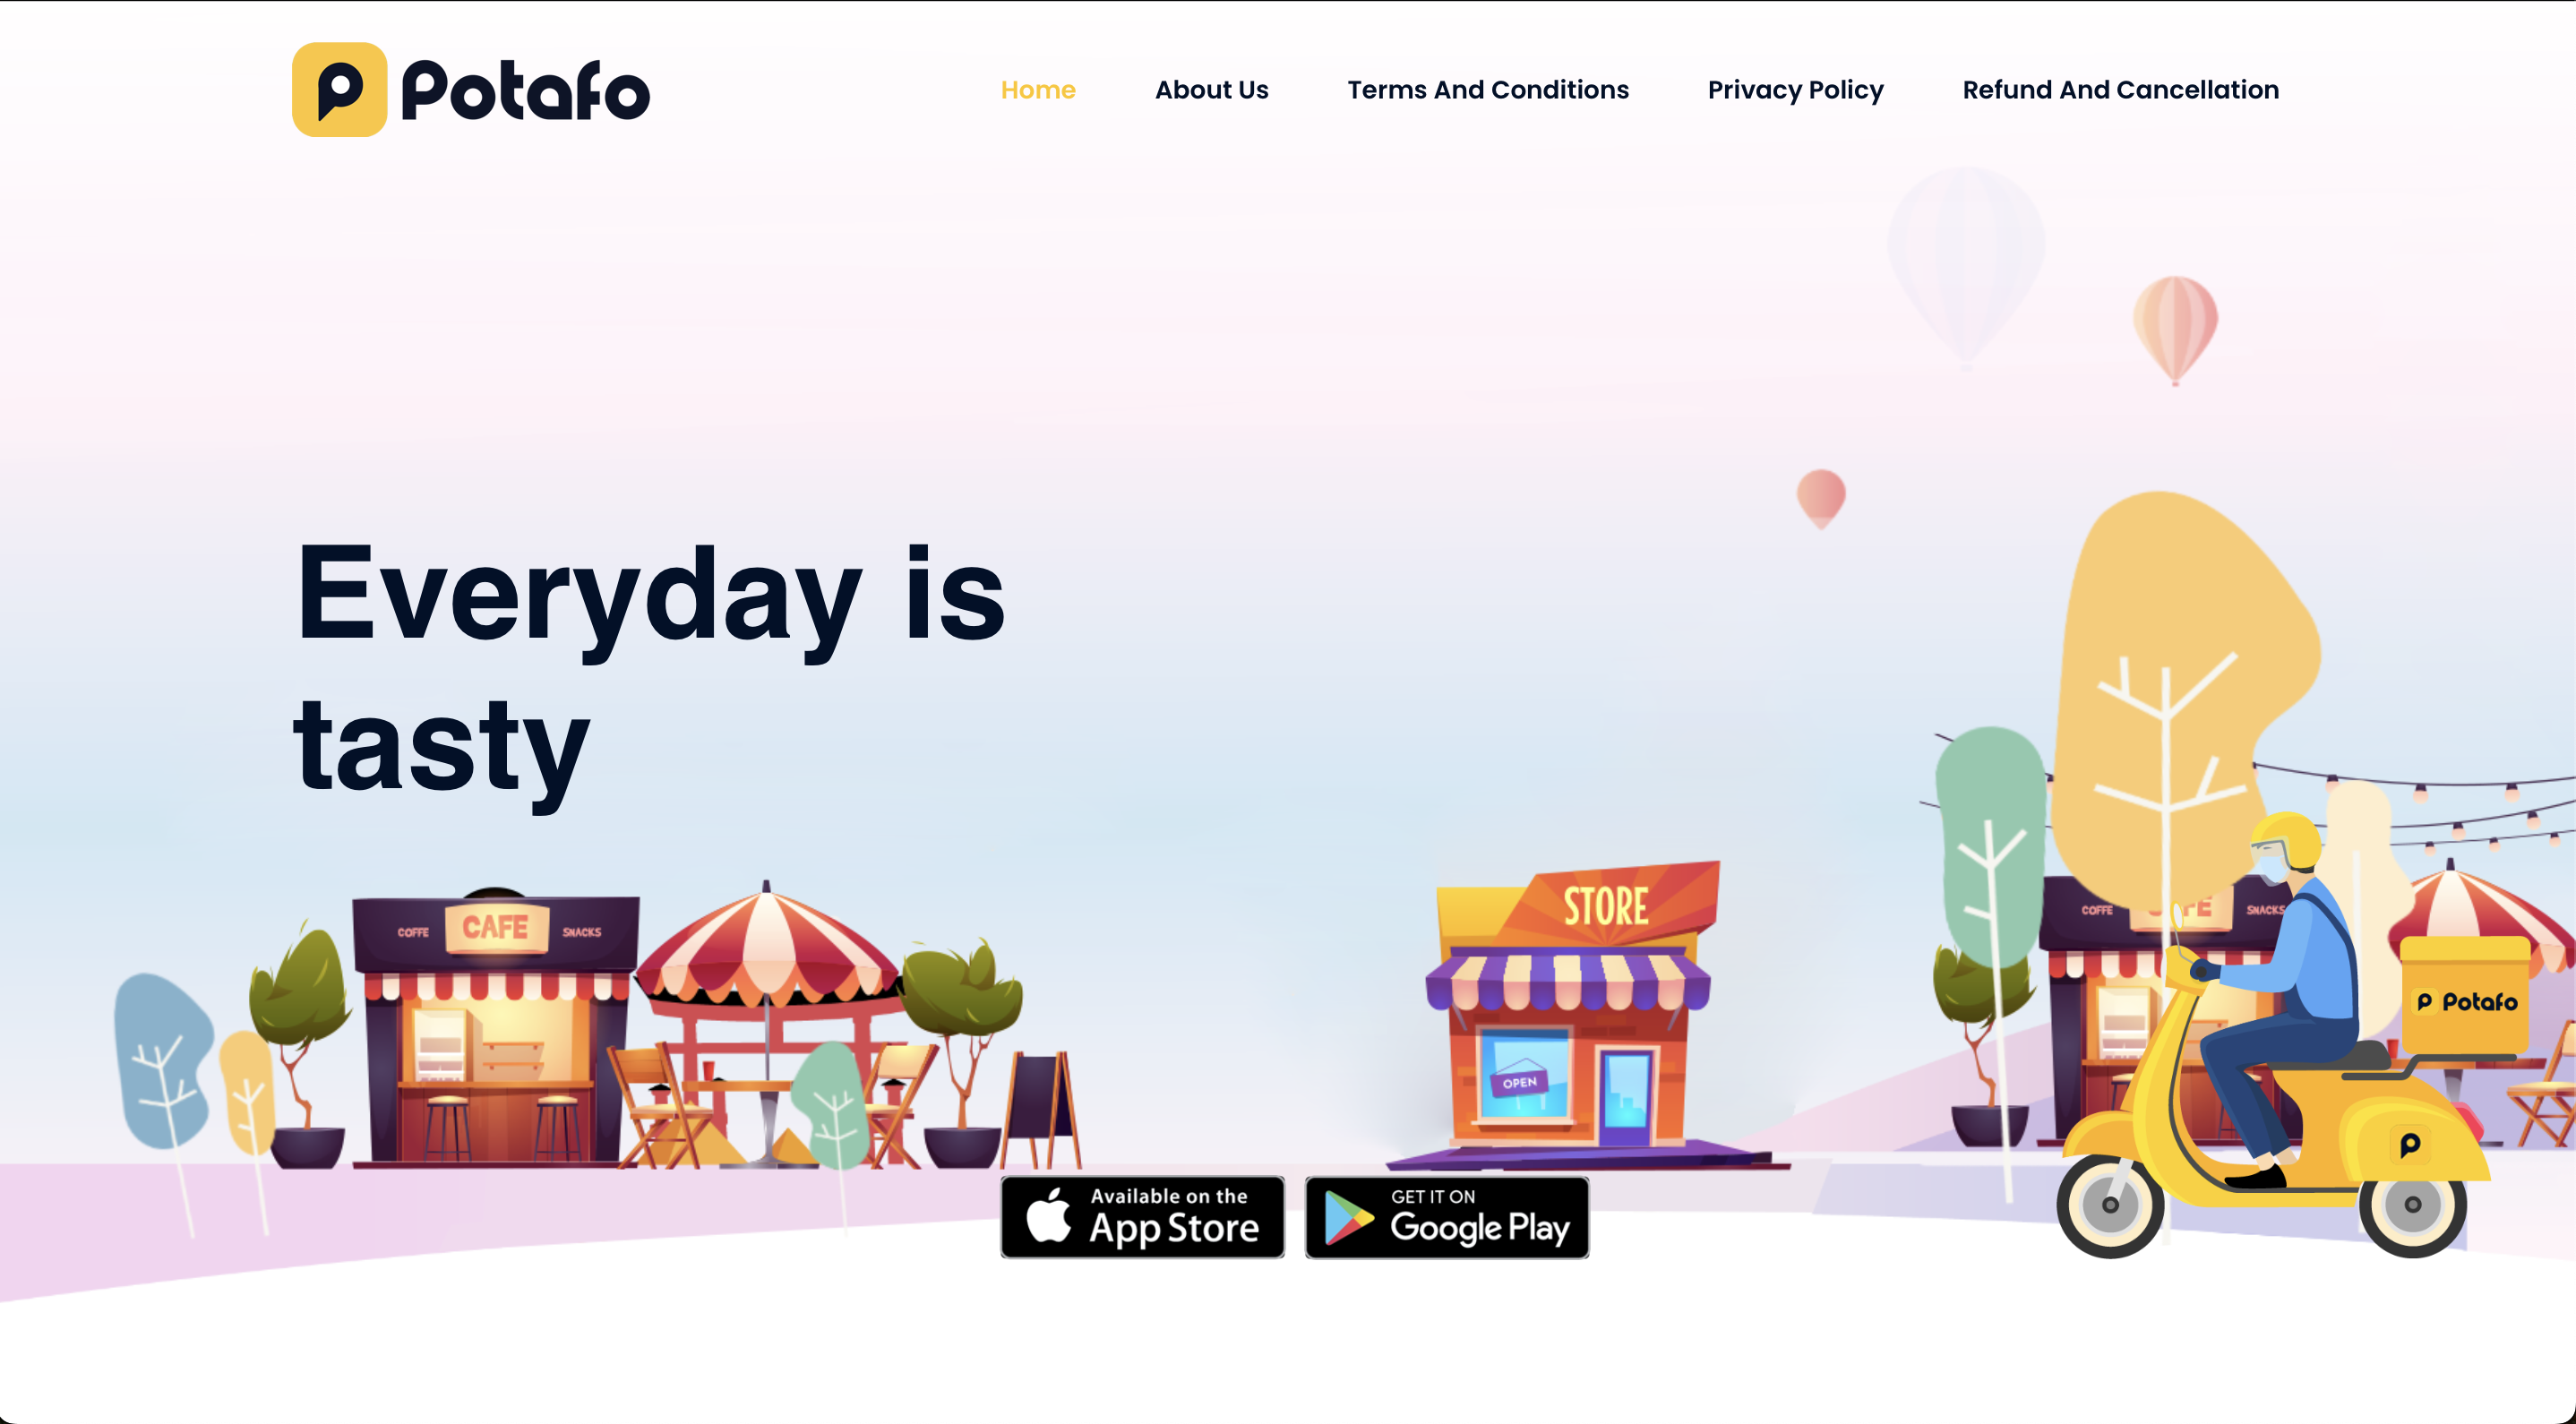 Potafo
Home
About Us
Terms And Conditions
Privacy Policy
Refund And Cancellation
Everyday is
tasty
COFFE
CAFE
SNACKS
STORE
OPEN
COFFE
SNACKS
Potafo
Available on the
App Store
GET IT ON
Google Play